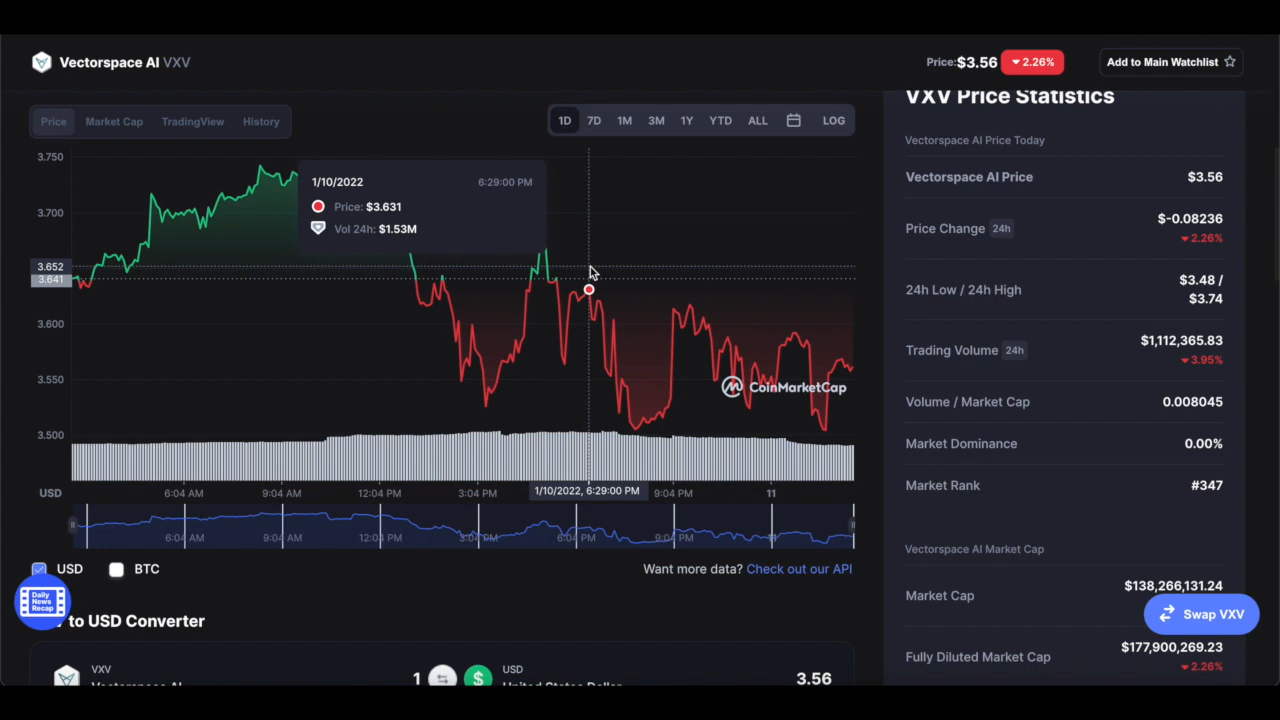 Vectorspace AI VXV
Price:$3.56 2.26%
Add to Main Watchlist
Price Market Cap TradingView History
1D 7D 1M 3M 1Y YTD ALL LOG
3.750
3.700
3.652
3.641
3.600
3.550
3.500
1/10/2022 6:29:00 PM
Price: $3.631
Vol 24h: $1.53M
CoinMarketCap
USD 6:04 AM 9:04 AM 12:04 PM 3:04 PM 1/10/2022, 6:29:00 PM 9:04 PM 11
6:04 AM 9:04 AM 12:04 PM 3:04 PM 6:04 PM 9:04 PM 11
USD BTC
Want more data? Check out our API
Daily
News
Recap
to USD Converter
VXV
Vectorspace AI
1
USD
United States Dollar
3.56
VXV Price Statistics
Vectorspace AI Price Today
Vectorspace AI Price $3.56
Price Change 24h $-0.08236
2.26%
24h Low / 24h High $3.48 /
$3.74
Trading Volume 24h $1,112,365.83
3.95%
Volume / Market Cap 0.008045
Market Dominance 0.00%
Market Rank #347
Vectorspace AI Market Cap
Market Cap $138,266,131.24
Swap VXV
Fully Diluted Market Cap $177,900,269.23
2.26%